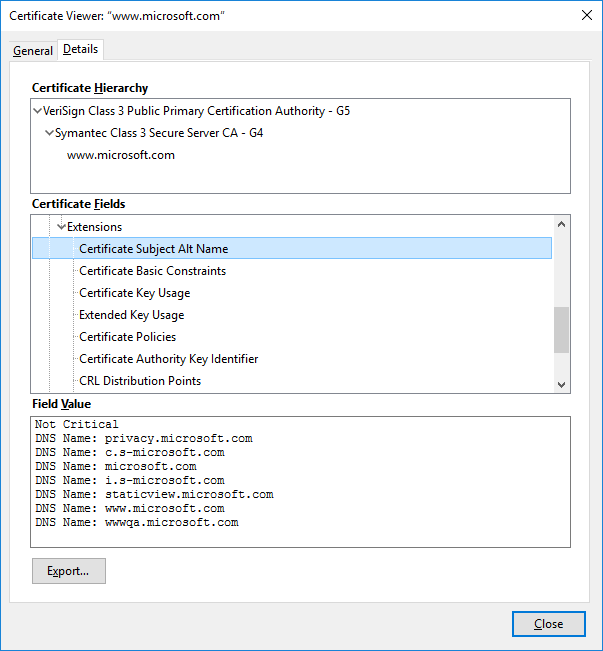 Certificate Viewer: “www.microsoft.com”
General
Details
Certificate Hierarchy
VeriSign Class 3 Public Primary Certification Authority - G5
Symantec Class 3 Secure Server CA - G4
www.microsoft.com
Certificate Fields
Extensions
Certificate Subject Alt Name
Certificate Basic Constraints
Certificate Key Usage
Extended Key Usage
Certificate Policies
Certificate Authority Key Identifier
CRL Distribution Points
Field Value
Not Critical
DNS Name: privacy.microsoft.com
DNS Name: c.s-microsoft.com
DNS Name: microsoft.com
DNS Name: i.s-microsoft.com
DNS Name: staticview.microsoft.com
DNS Name: www.microsoft.com
DNS Name: wwwqa.microsoft.com
Export...
Close